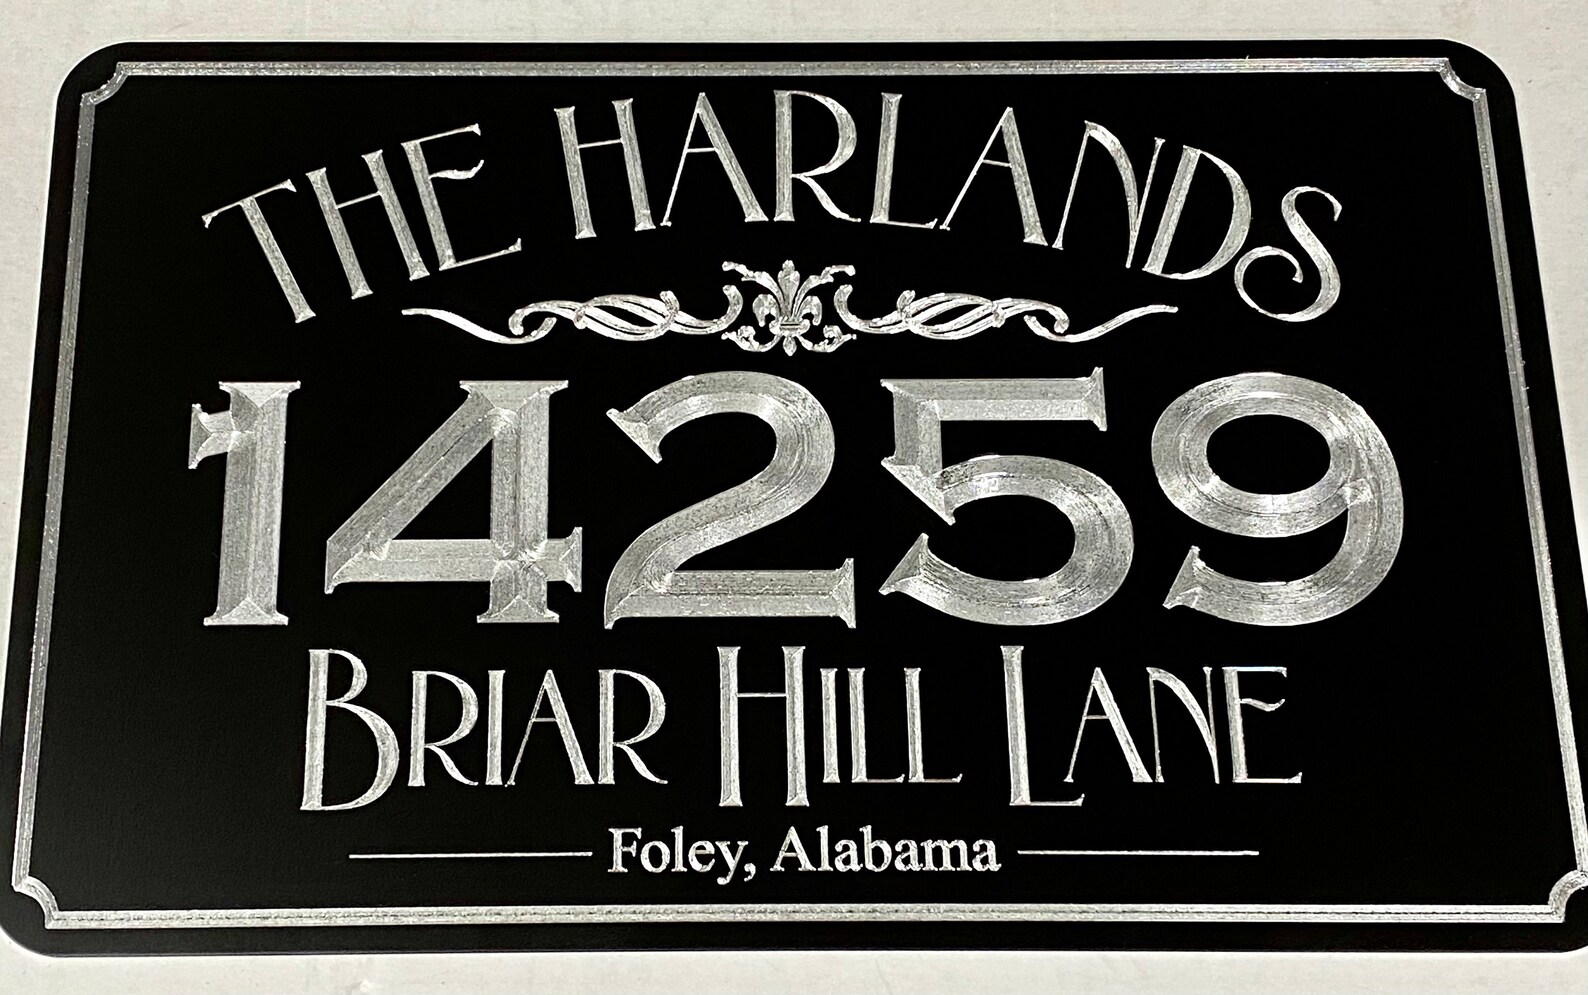 THE HARLANDS
14259
BRIAR HILL LANE
Foley, Alabama